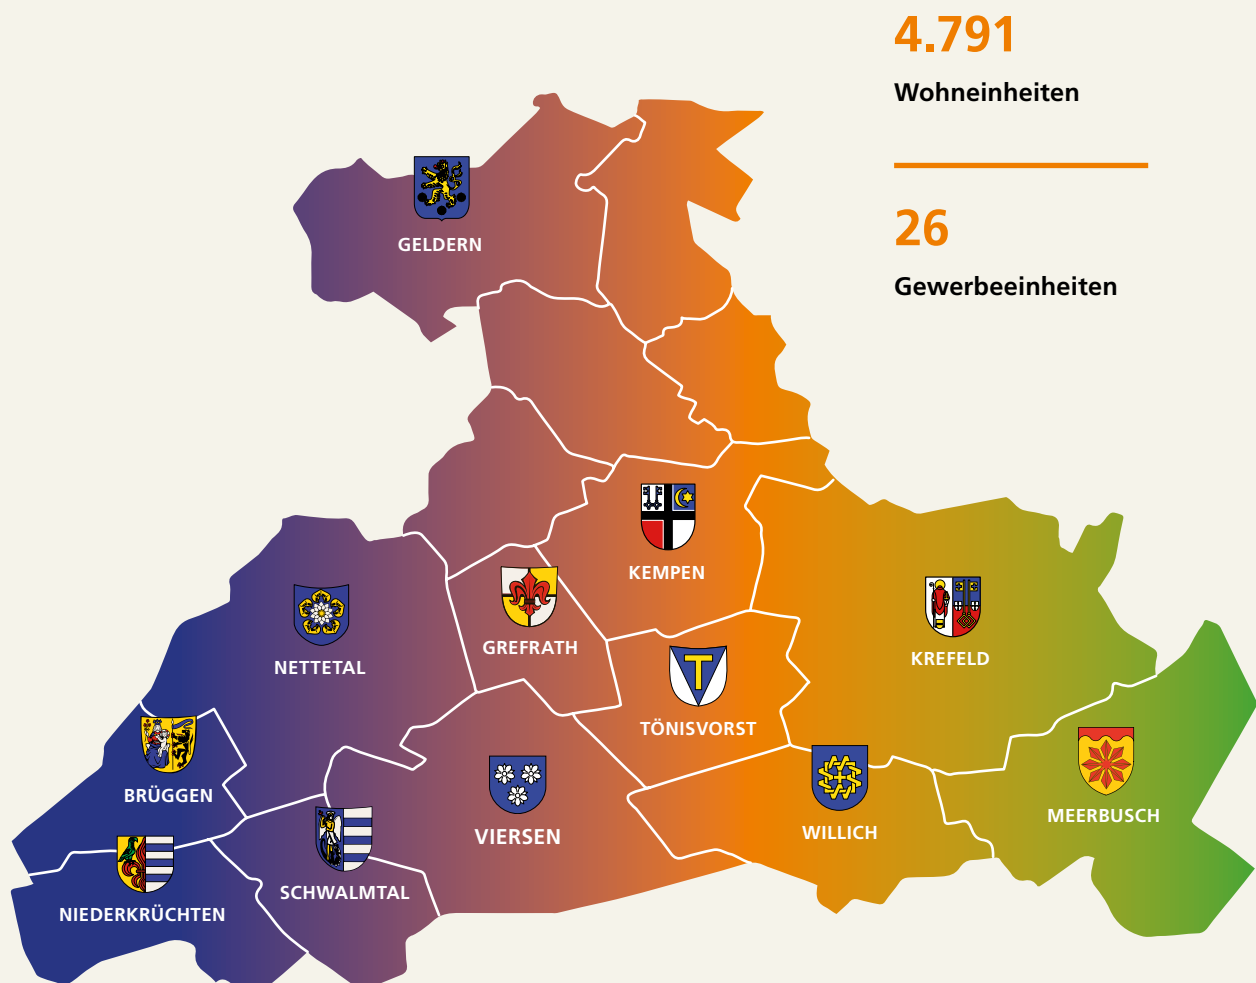 4.791
Wohneinheiten
26
Gewerbeeinheiten
GELDERN
KEMPEN
GREFRATH
NETTETAL
KREFELD
TÖNISVORST
BRÜGGEN
VIERSEN
WILLICH
MEERBUSCH
SCHWALMTAL
NIEDERKRÜCHTEN